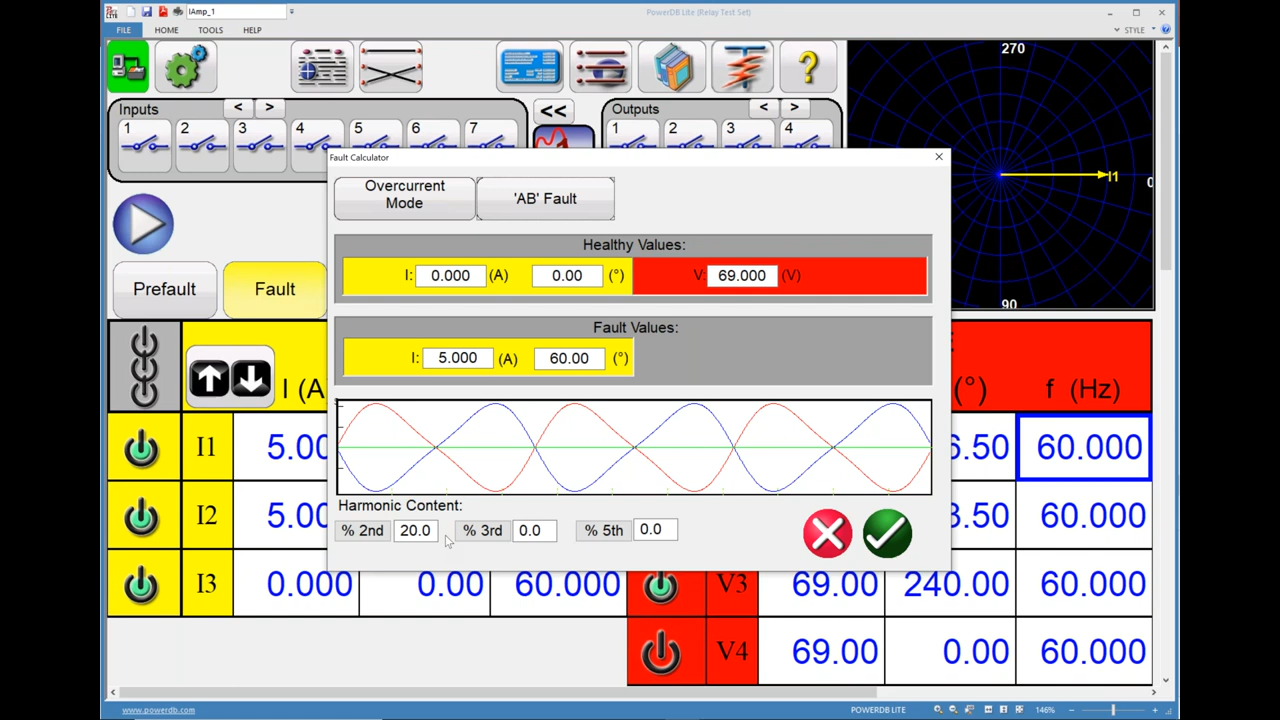 IAmp_1
PowerDB Lite (Relay Test Set)
FILE HOME TOOLS HELP
STYLE
Inputs < >
<<
Outputs < >
1 2 3 4 5 6 7
1 2 3 4
270
I1
0
90
Fault Calculator
Overcurrent
Mode
'AB' Fault
Healthy Values:
I: 0.000 (A) 0.00 (°) V: 69.000 (V)
Prefault Fault
Fault Values:
I: 5.000 (A) 60.00 (°)
I (A
(°) f (Hz)
I1 5.00 6.50 60.000
I2 5.00 3.50 60.000
Harmonic Content:
% 2nd 20.0 % 3rd 0.0 % 5th 0.0
I3 0.000 0.00 60.000 V3 69.00 240.00 60.000
V4 69.00 0.00 60.000
www.powerdb.com
POWERDB LITE 146%